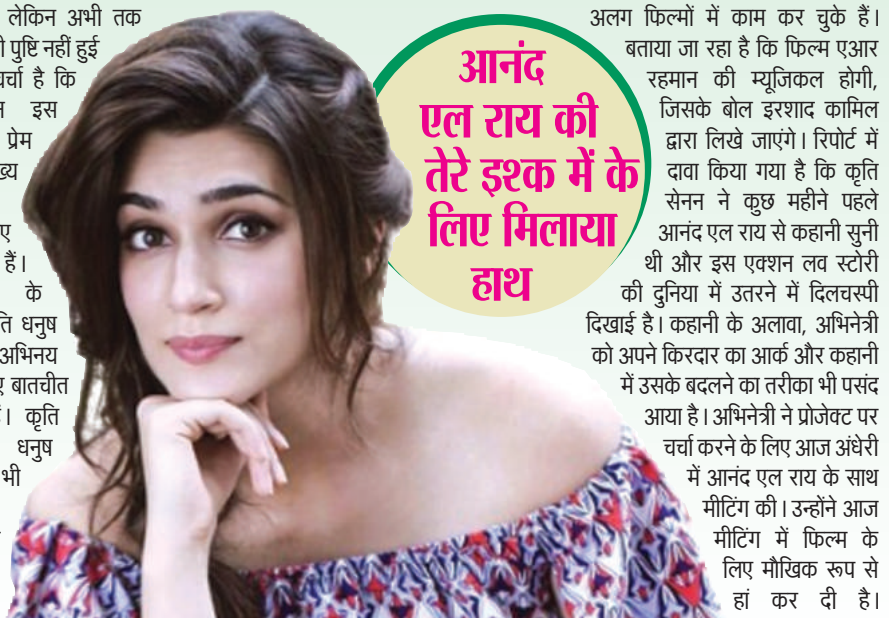 लेकिन अभी तक
पुष्टि नहीं हुई
चर्चा है कि
इस
प्रेम
हैं।
के
धनुष
अभिनय
बातचीत
कृति
धनुष
भी
आनंद
एल राय की
तेरे इश्क में के
लिए मिलाया
हाथ
अलग फिल्मों में काम कर चुके हैं।
बताया जा रहा है कि फिल्म एआर
रहमान की म्यूजिकल होगी,
जिसके बोल इरशाद कामिल
द्वारा लिखे जाएंगे। रिपोर्ट में
दावा किया गया है कि कृति
सेनन ने कुछ महीने पहले
आनंद एल राय से कहानी सुनी
थी और इस एक्शन लव स्टोरी
की दुनिया में उतरने में दिलचस्पी
दिखाई है। कहानी के अलावा, अभिनेत्री
को अपने किरदार का आर्क और कहानी
में उसके बदलने का तरीका भी पसंद
आया है। अभिनेत्री ने प्रोजेक्ट पर
चर्चा करने के लिए आज अंधेरी
में आनंद एल राय के साथ
मीटिंग की। उन्होंने आज
मीटिंग में फिल्म के
लिए मौखिक रूप से
हां कर दी है।